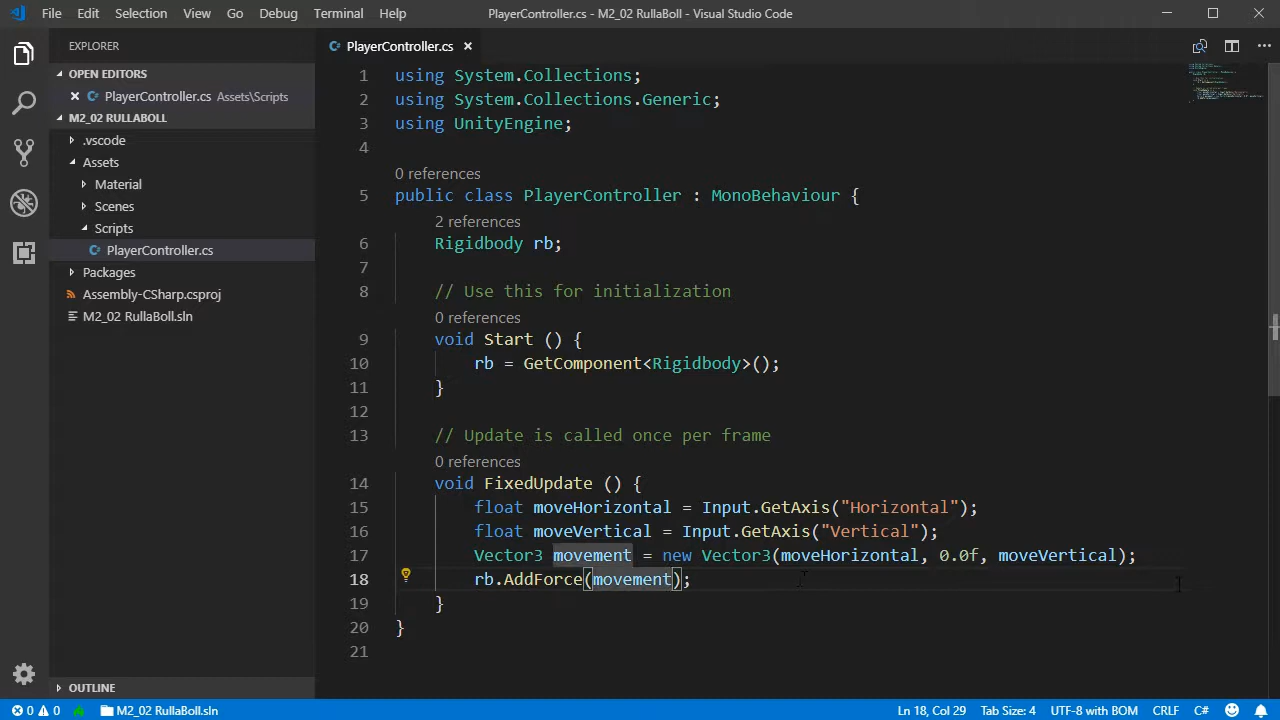 File Edit Selection View Go Debug Terminal Help PlayerController.cs - M2_02 RullaBoll - Visual Studio Code
EXPLORER
OPEN EDITORS
PlayerController.cs Assets\Scripts
M2_02 RULLABOLL
.vscode
Assets
Material
Scenes
Scripts
PlayerController.cs
Packages
Assembly-CSharp.csproj
M2_02 RullaBoll.sln
OUTLINE
PlayerController.cs
1 using System.Collections;
2 using System.Collections.Generic;
3 using UnityEngine;
4
0 references
5 public class PlayerController : MonoBehaviour {
2 references
6 Rigidbody rb;
7
8 // Use this for initialization
0 references
9 void Start () {
10 rb = GetComponent<Rigidbody>();
11 }
12
13 // Update is called once per frame
0 references
14 void FixedUpdate () {
15 float moveHorizontal = Input.GetAxis("Horizontal");
16 float moveVertical = Input.GetAxis("Vertical");
17 Vector3 movement = new Vector3(moveHorizontal, 0.0f, moveVertical);
18 rb.AddForce(movement);
19 }
20 }
21
0 0 M2_02 RullaBoll.sln Ln 18, Col 29 Tab Size: 4 UTF-8 with BOM CRLF C#